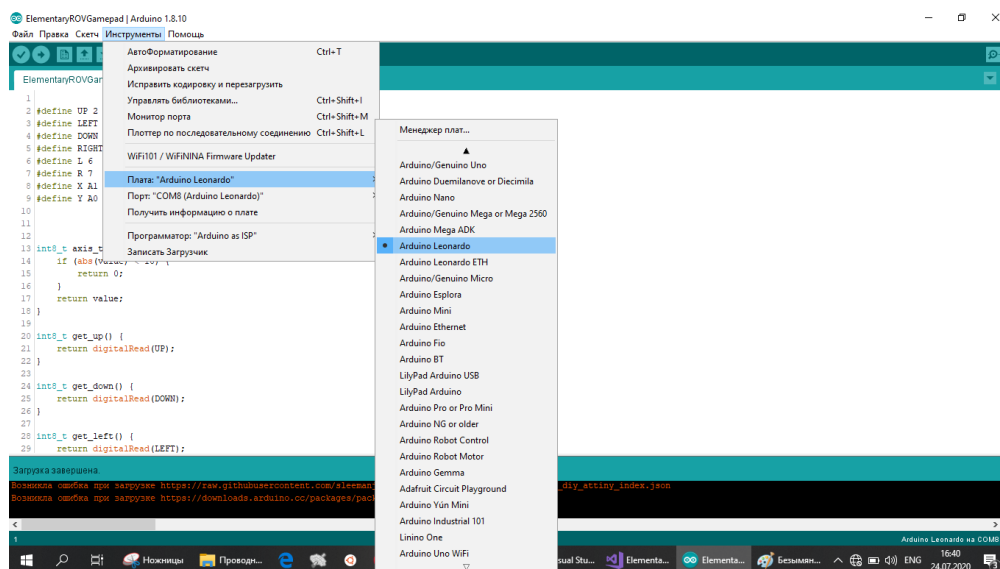 ElementaryROVGamepad | Arduino 1.8.10
Файл Правка Скетч Инструменты Помощь
ElementaryROVGar
АвтоФорматирование Ctrl+T
Архивировать скетч
Исправить кодировку и перезагрузить
Управлять библиотеками... Ctrl+Shift+I
Монитор порта Ctrl+Shift+M
Плоттер по последовательному соединению Ctrl+Shift+L
WiFi101 / WiFiNINA Firmware Updater
Плата: "Arduino Leonardo"
Порт: "COM8 (Arduino Leonardo)"
Получить информацию о плате
Программатор: "Arduino as ISP"
Записать Загрузчик
Менеджер плат...
Arduino/Genuino Uno
Arduino Duemilanove or Diecimila
Arduino Nano
Arduino/Genuino Mega or Mega 2560
Arduino Mega ADK
Arduino Leonardo
Arduino Leonardo ETH
Arduino/Genuino Micro
Arduino Esplora
Arduino Mini
Arduino Ethernet
Arduino Fio
Arduino BT
LilyPad Arduino USB
LilyPad Arduino
Arduino Pro or Pro Mini
Arduino NG or older
Arduino Robot Control
Arduino Robot Motor
Arduino Gemma
Adafruit Circuit Playground
Arduino Yún Mini
Arduino Industrial 101
Linino One
Arduino Uno WiFi
1
2 #define UP 2
3 #define LEFT
4 #define DOWN
5 #define RIGHT
6 #define L 6
7 #define R 7
8 #define X A1
9 #define Y A0
10
11
12
13 int8_t axis_t
14 if (abs(value) < 10) {
15 return 0;
16 }
17 return value;
18 }
19
20 int8_t get_up() {
21 return digitalRead(UP);
22 }
23
24 int8_t get_down() {
25 return digitalRead(DOWN);
26 }
27
28 int8_t get_left() {
29 return digitalRead(LEFT);
Загрузка завершена.
Возникла ошибка при загрузке https://raw.githubusercontent.com/sleeman _diy_attiny_index.json
Возникла ошибка при загрузке https://downloads.arduino.cc/packages/pac
1 Arduino Leonardo на COM8
Ножницы Проводн... sual Stu... Elementa... Elementa... Безымян... ENG 16:40
24.07.2020